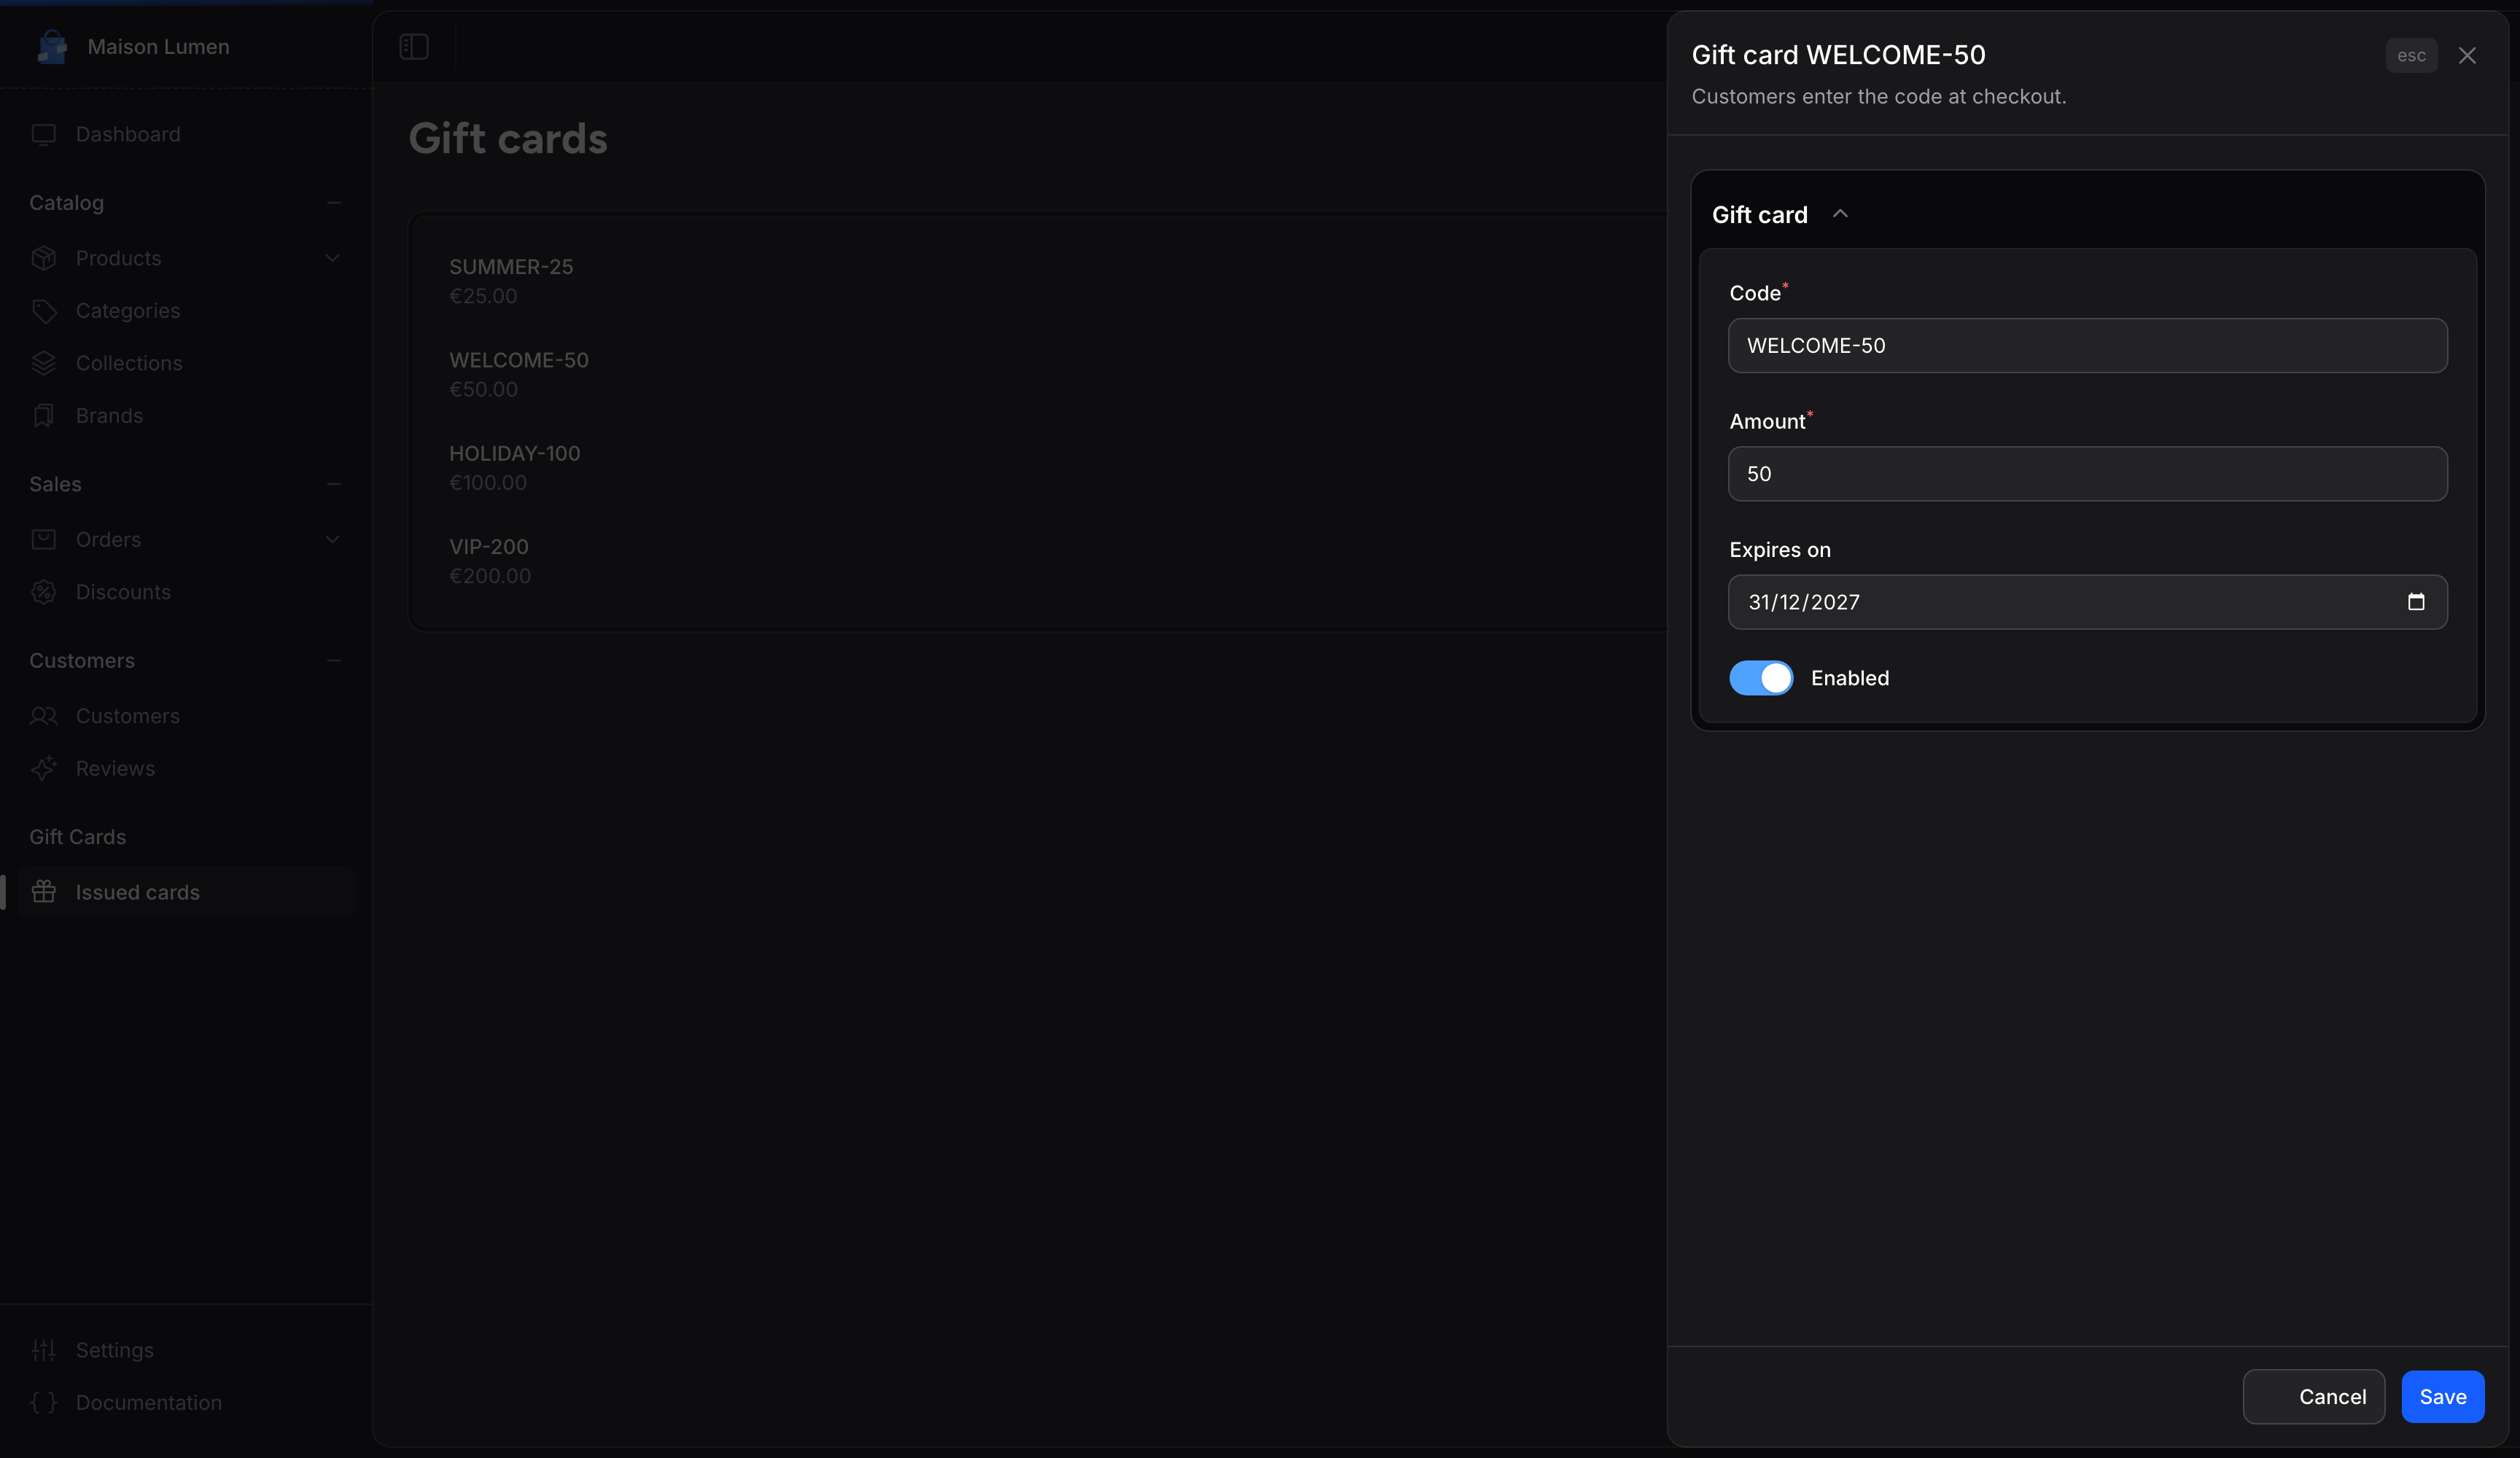 Maison Lumen
Dashboard
Catalog
Products
Categories
Collections
Brands
Sales
Orders
Discounts
Customers
Customers
Reviews
Gift Cards
Issued cards
Settings
Documentation
Gift cards
SUMMER-25
€25.00
WELCOME-50
€50.00
HOLIDAY-100
€100.00
VIP-200
€200.00
Gift card WELCOME-50
esc
Customers enter the code at checkout.
Gift card
Code*
WELCOME-50
Amount*
50
Expires on
31/12/2027
Enabled
Cancel
Save